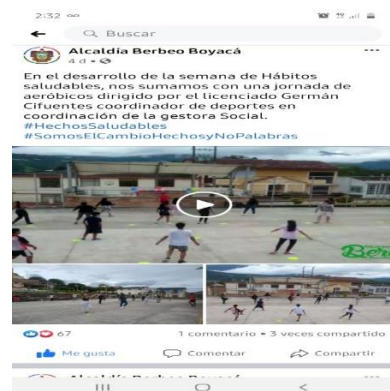 2:32
Buscar
Alcaldía Berbeo Boyacá
4 d
En el desarrollo de la semana de Hábitos
saludables, nos sumamos con una jornada de
aeróbicos dirigido por el licenciado Germán
Cifuentes coordinador de deportes en
coordinación de la gestora Social.
#HechosSaludables
#SomosElCambioHechosyNoPalabras
67
1 comentario • 3 veces compartido
Me gusta
Comentar
Compartir